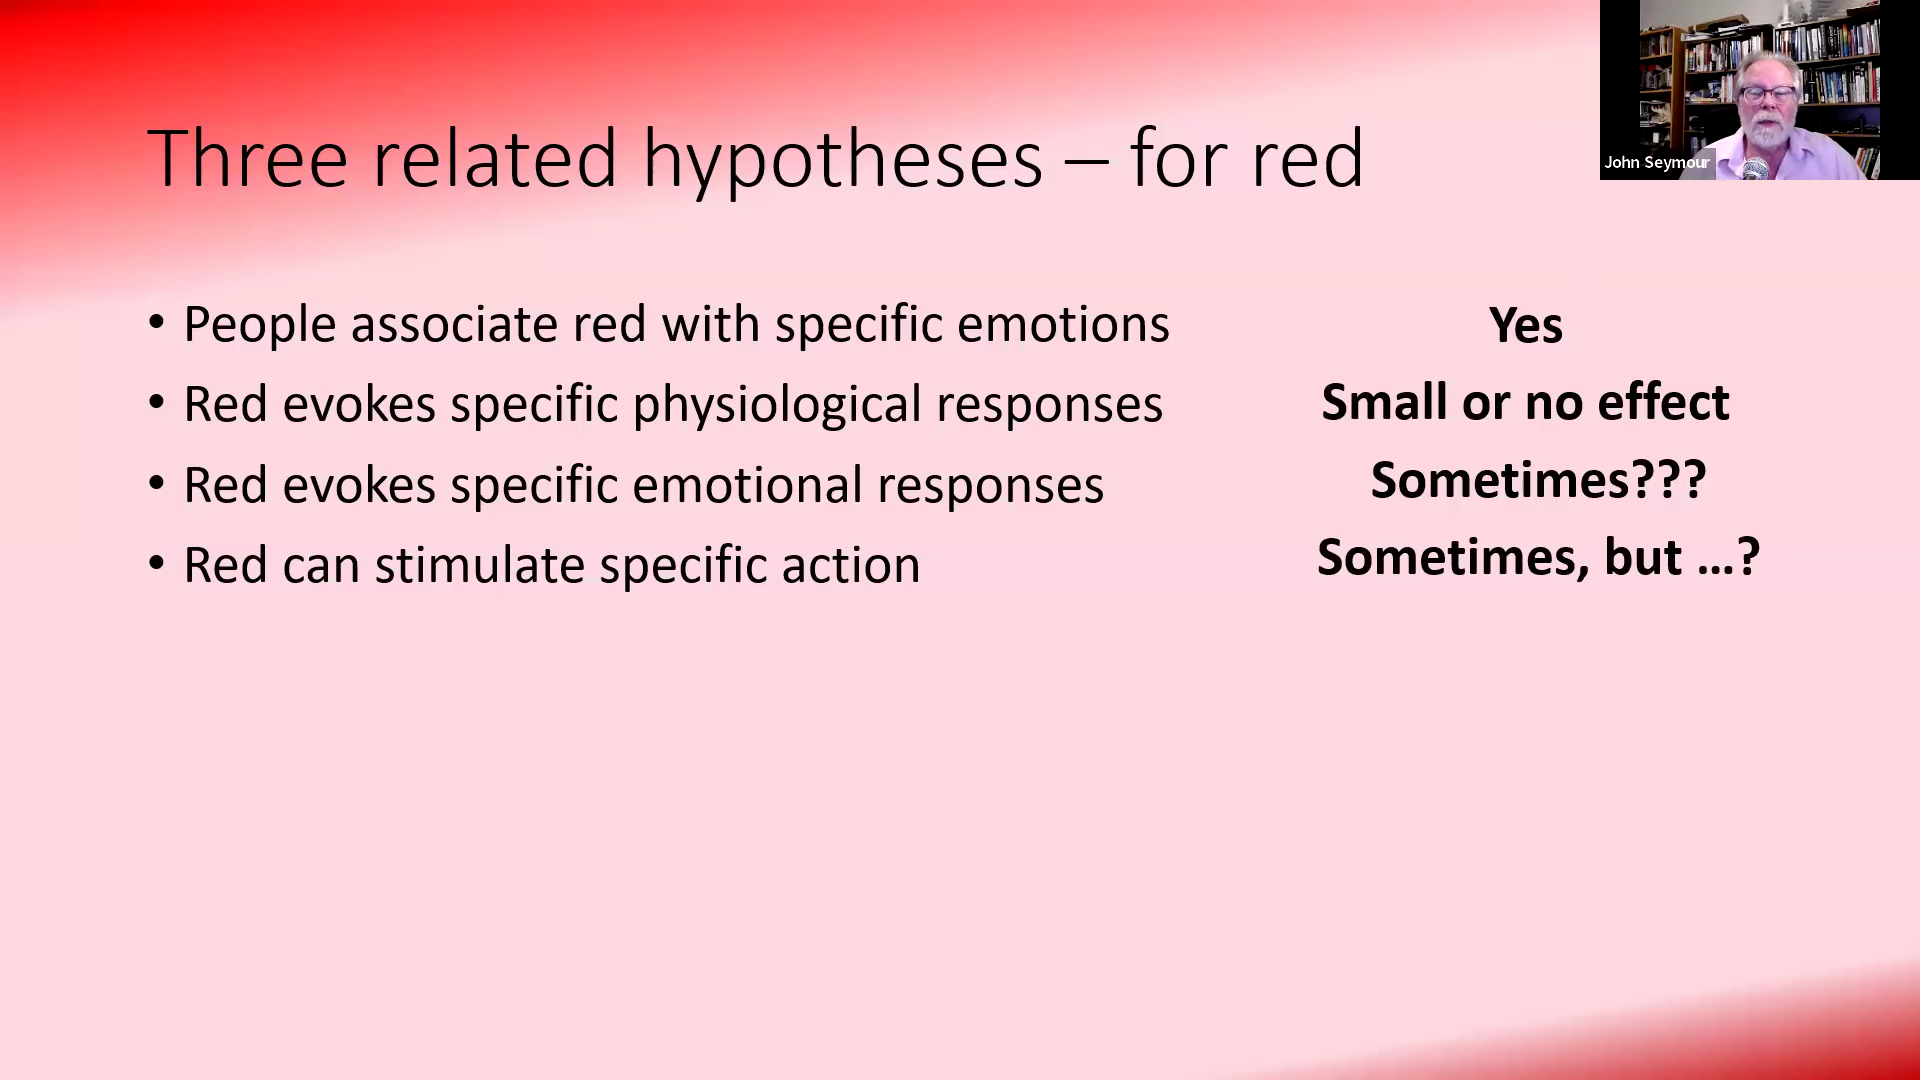 Three related hypotheses – for red
John Seymour
• People associate red with specific emotions
Yes
• Red evokes specific physiological responses
Small or no effect
• Red evokes specific emotional responses
Sometimes???
• Red can stimulate specific action
Sometimes, but ...?